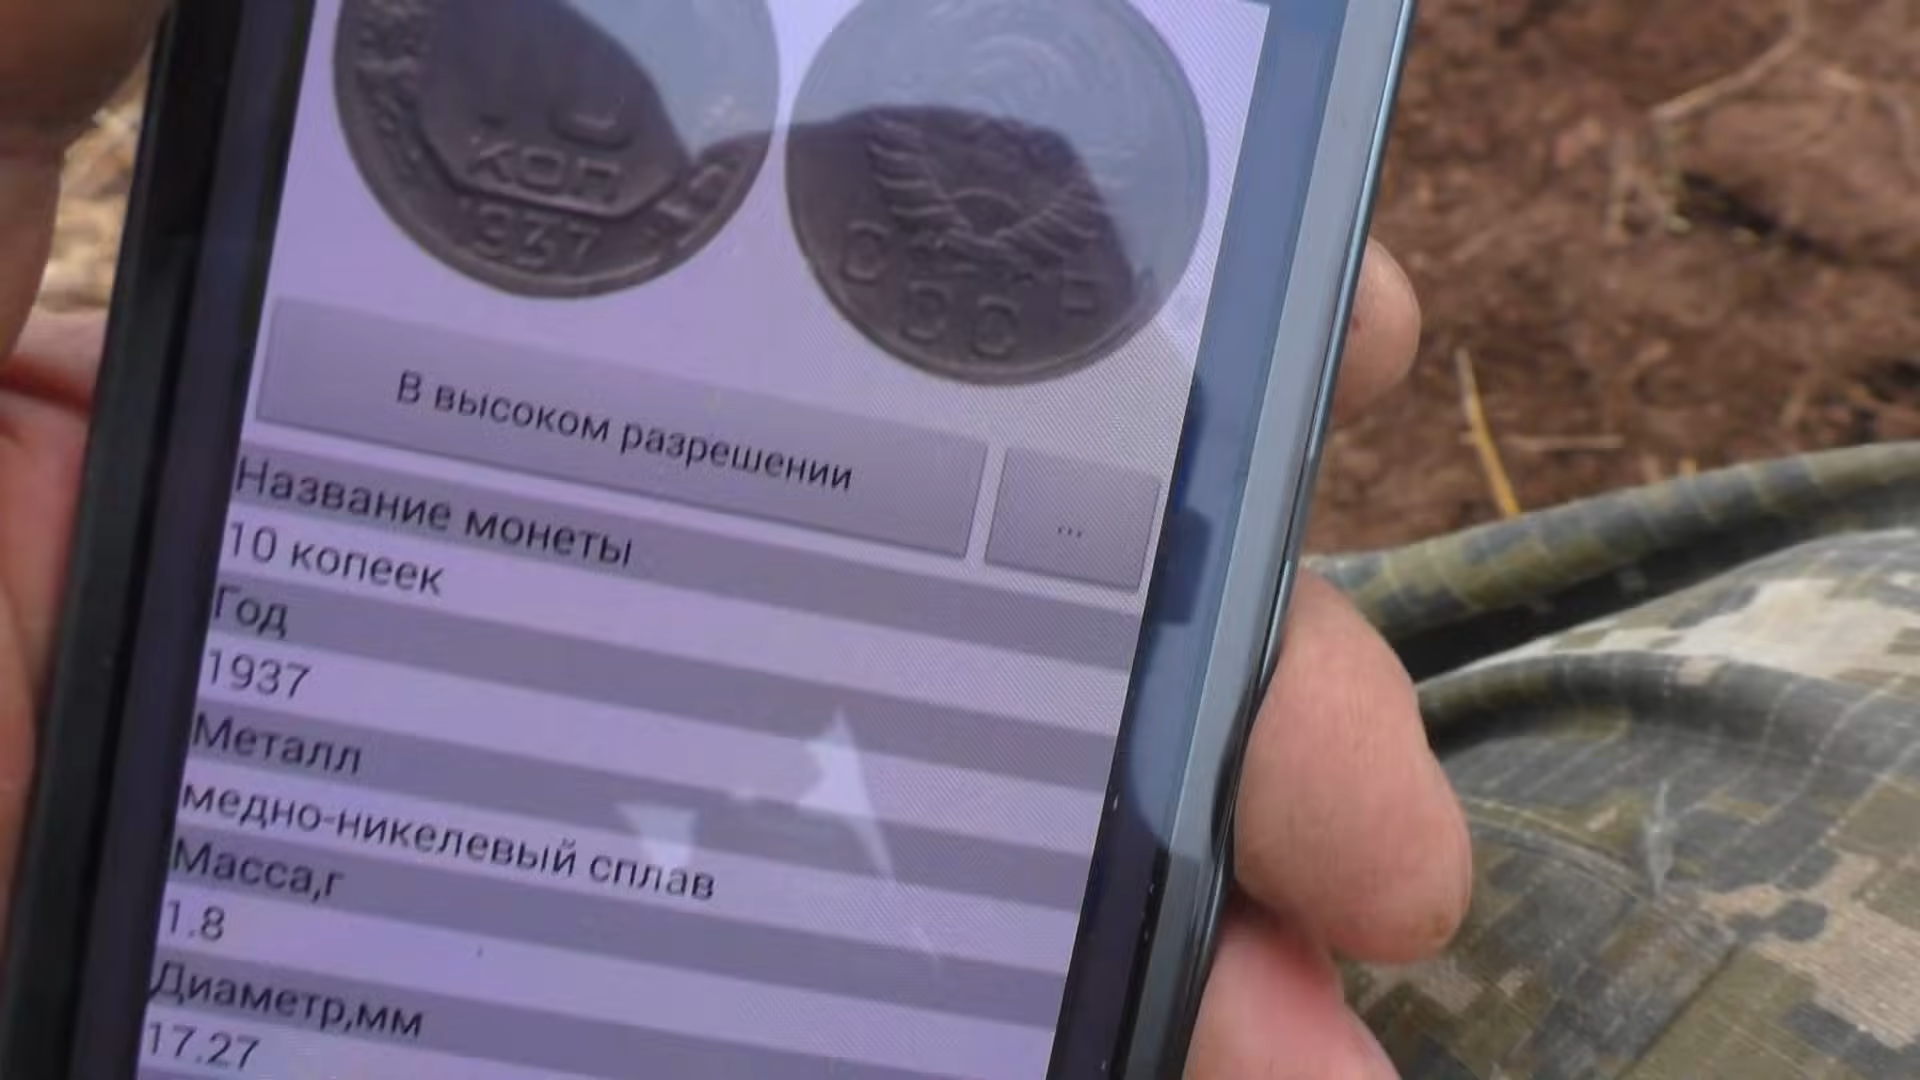 КОП
1937
С
С С
Р
В высоком разрешении
...
Название монеты
10 копеек
Год
1937
Металл
медно-никелевый сплав
Масса,г
1.8
Диаметр,мм
17.27